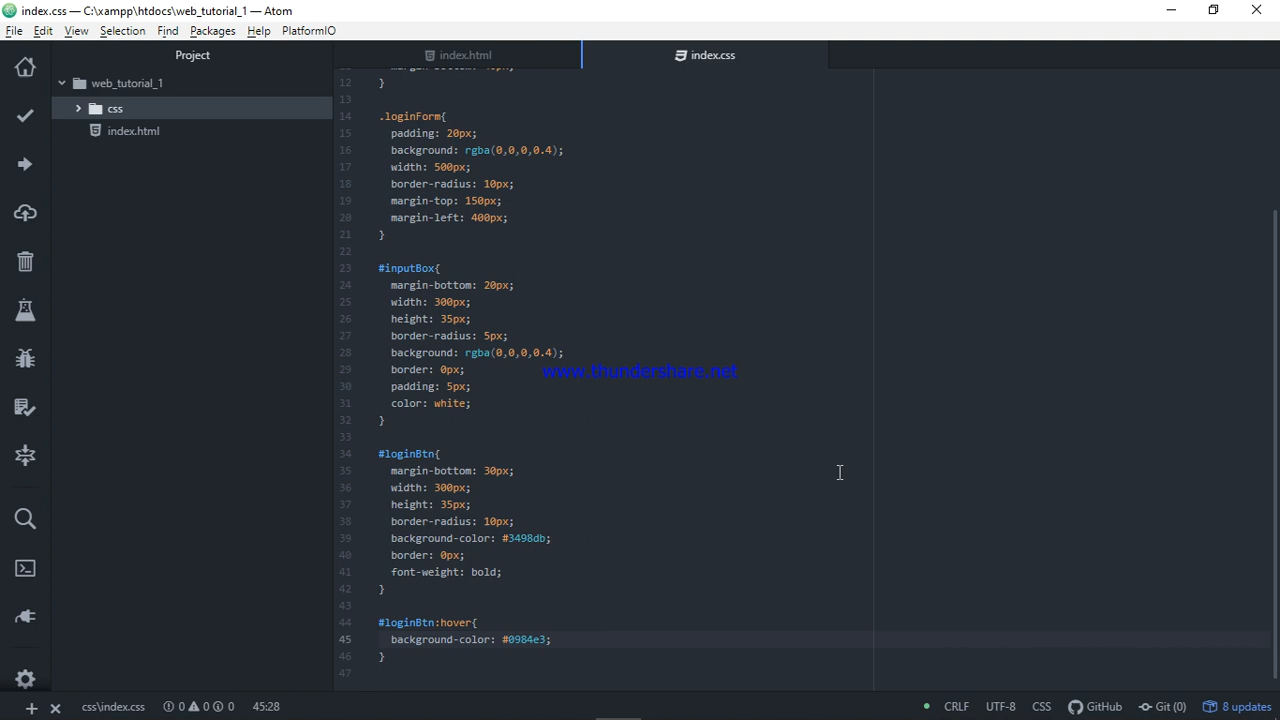 index.css — C:\xampp\htdocs\web_tutorial_1 — Atom
File Edit View Selection Find Packages Help PlatformIO
Project
index.html
index.css
web_tutorial_1
css
index.html
12 }
13
14 .loginForm{
15 padding: 20px;
16 background: rgba(0,0,0,0.4);
17 width: 500px;
18 border-radius: 10px;
19 margin-top: 150px;
20 margin-left: 400px;
21 }
22
23 #inputBox{
24 margin-bottom: 20px;
25 width: 300px;
26 height: 35px;
27 border-radius: 5px;
28 background: rgba(0,0,0,0.4);
29 border: 0px;
www.thundershare.net
30 padding: 5px;
31 color: white;
32 }
33
34 #loginBtn{
35 margin-bottom: 30px;
36 width: 300px;
37 height: 35px;
38 border-radius: 10px;
39 background-color: #3498db;
40 border: 0px;
41 font-weight: bold;
42 }
43
44 #loginBtn:hover{
45 background-color: #0984e3;
46 }
47
css\index.css 0 0 0 45:28 CRLF UTF-8 CSS GitHub Git (0) 8 updates